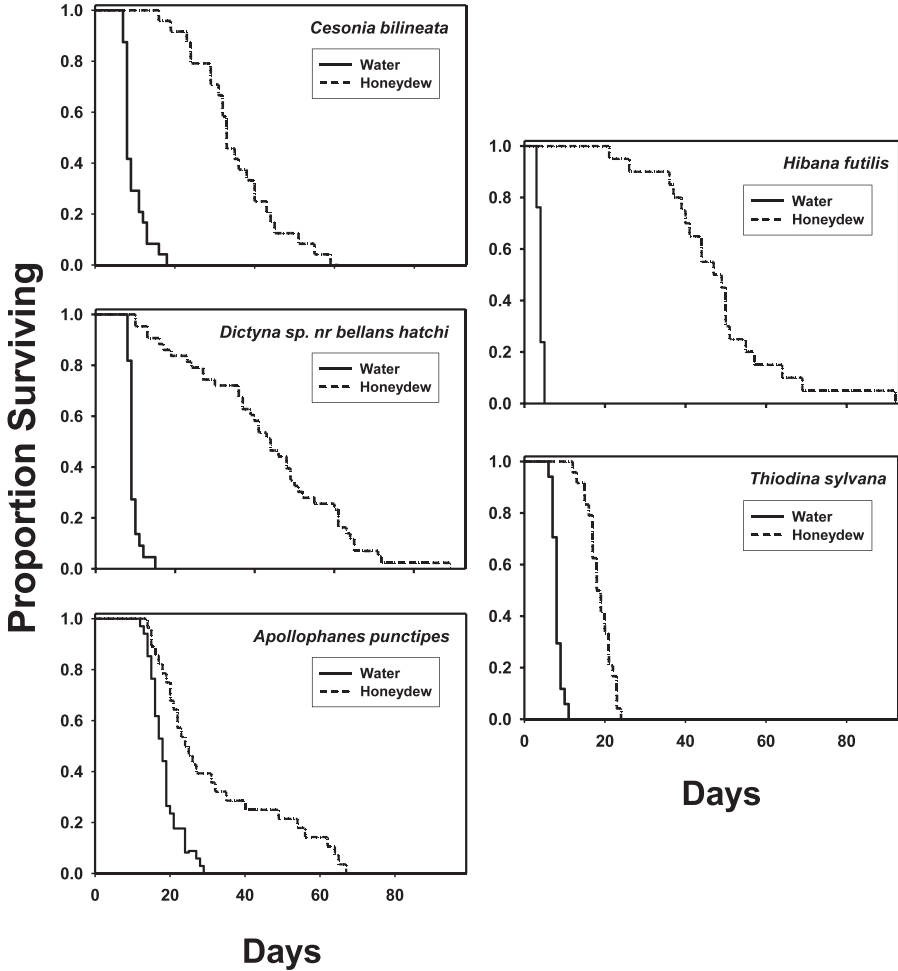 Proportion Surviving
Cesonia bilineata
Water
Honeydew
1.0
0.8
0.6
0.4
0.2
0.0
Dictyna sp. nr bellans hatchi
Water
Honeydew
1.0
0.8
0.6
0.4
0.2
0.0
Apollophanes punctipes
Water
Honeydew
1.0
0.8
0.6
0.4
0.2
0.0
0 20 40 60 80
Days
Hibana futilis
Water
Honeydew
1.0
0.8
0.6
0.4
0.2
0.0
Thiodina sylvana
Water
Honeydew
1.0
0.8
0.6
0.4
0.2
0.0
0 20 40 60 80
Days